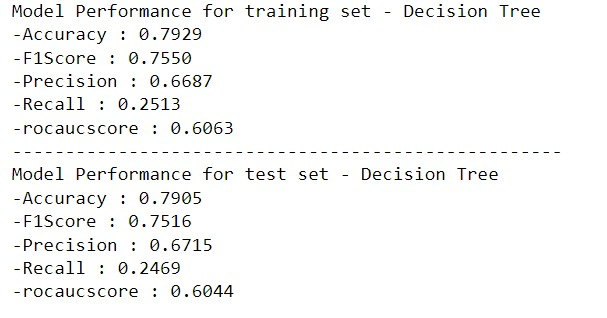 Model Performance for training set - Decision Tree
-Accuracy : 0.7929
-F1Score : 0.7550
-Precision : 0.6687
-Recall : 0.2513
-rocaucscore : 0.6063
----------------------------------------------------
Model Performance for test set - Decision Tree
-Accuracy : 0.7905
-F1Score : 0.7516
-Precision : 0.6715
-Recall : 0.2469
-rocaucscore : 0.6044